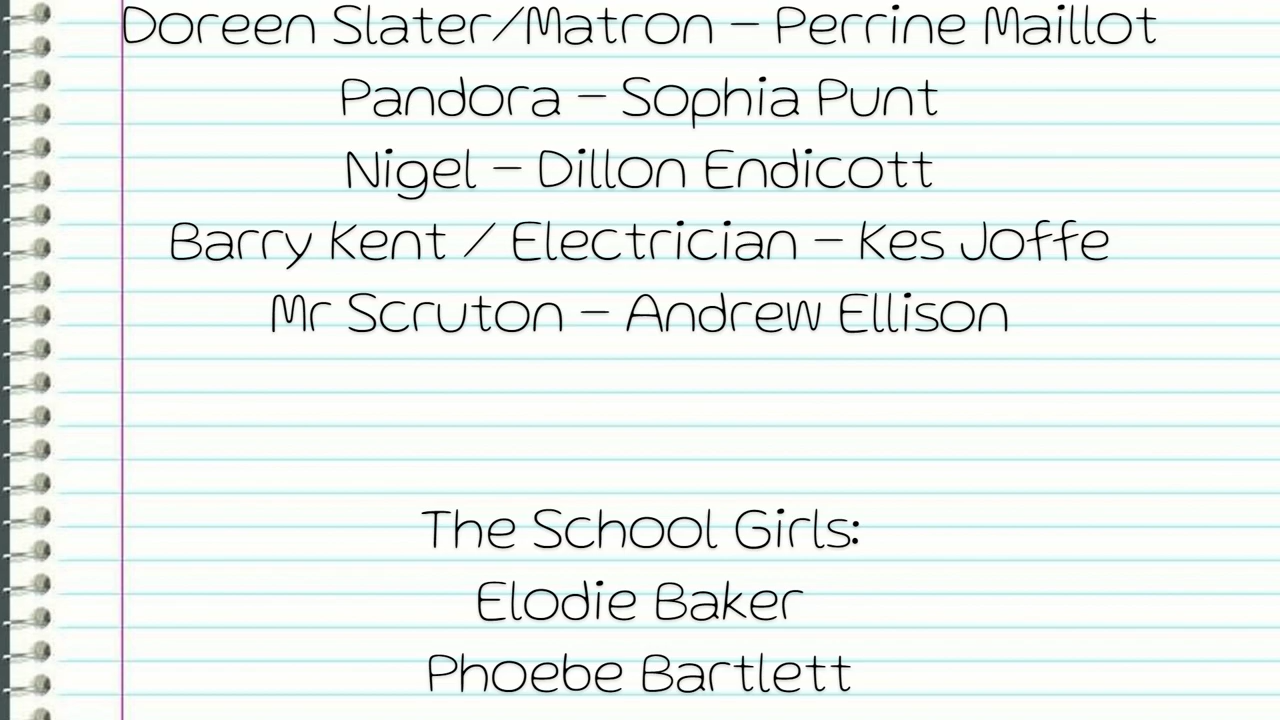 Doreen Slater/Matron – Perrine Maillot
Pandora – Sophia Punt
Nigel – Dillon Endicott
Barry Kent / Electrician – Kes Joffe
Mr Scruton – Andrew Ellison
The School Girls:
Elodie Baker
Phoebe Bartlett